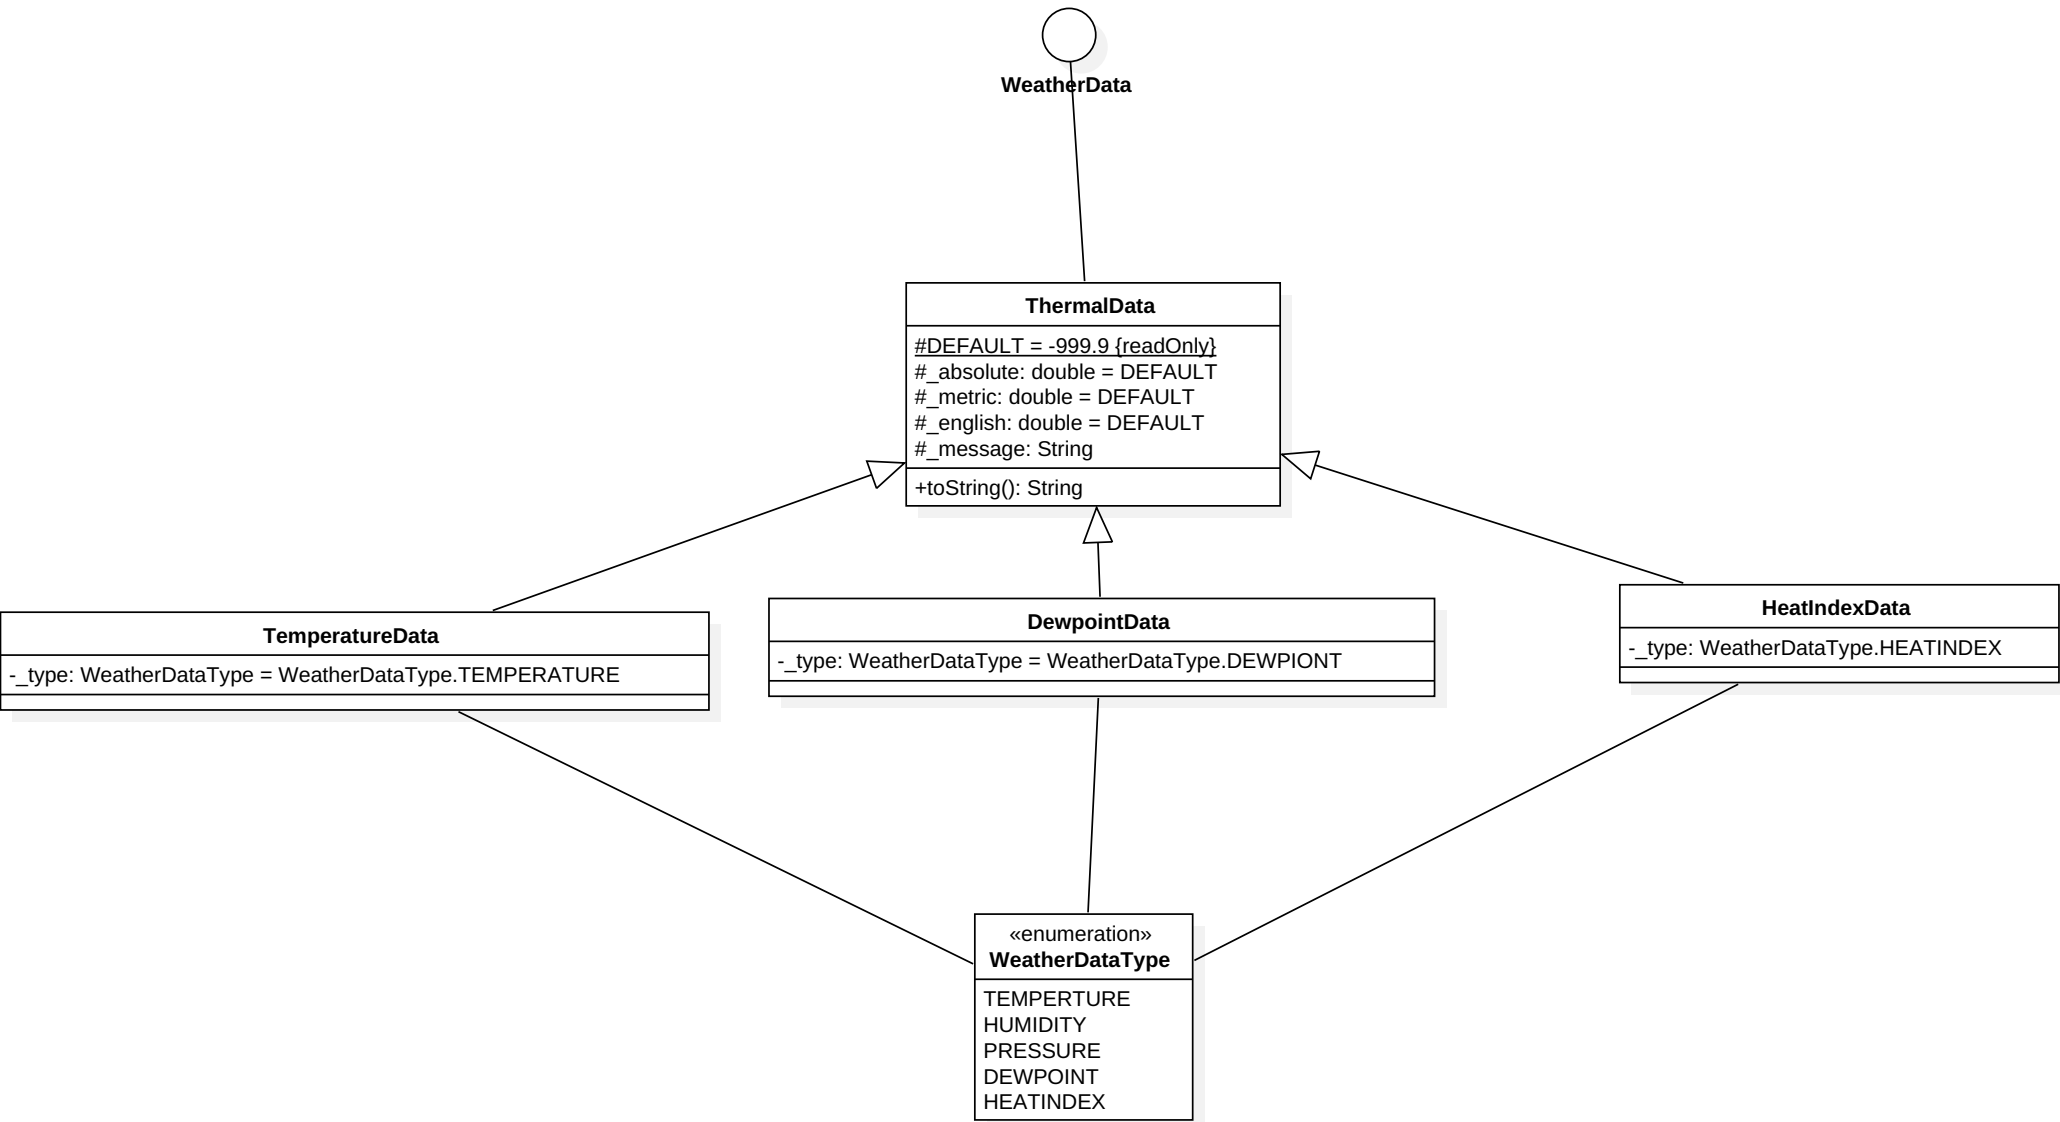 WeatherData
ThermalData
#DEFAULT = -999.9 {readOnly}
#_absolute: double = DEFAULT
#_metric: double = DEFAULT
#_english: double = DEFAULT
#_message: String
+toString(): String
TemperatureData
-_type: WeatherDataType = WeatherDataType.TEMPERATURE
DewpointData
-_type: WeatherDataType = WeatherDataType.DEWPIONT
HeatIndexData
-_type: WeatherDataType.HEATINDEX
«enumeration»
WeatherDataType
TEMPERTURE
HUMIDITY
PRESSURE
DEWPOINT
HEATINDEX